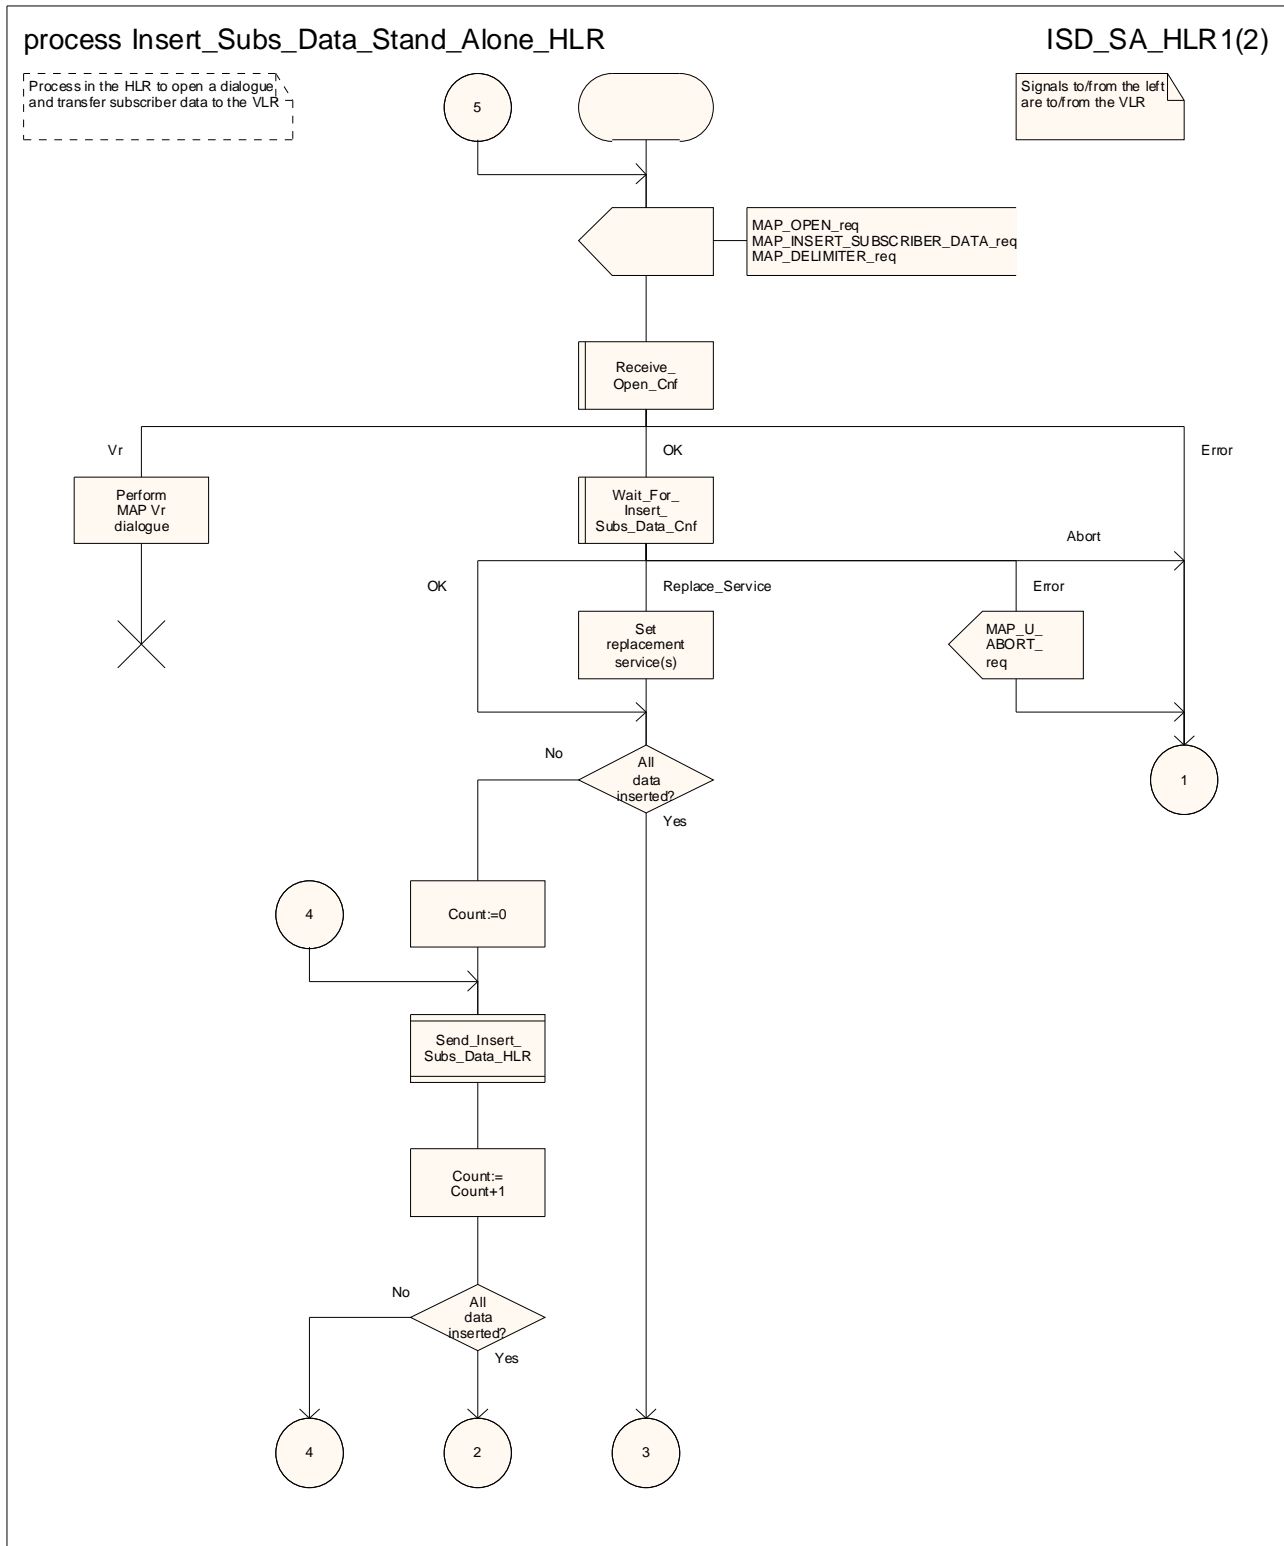 process Insert_Subs_Data_Stand_Alone_HLR
ISD_SA_HLR1(2)
Process in the HLR to open a dialogue
and transfer subscriber data to the VLR
5
Signals to/from the left
are to/from the VLR
MAP_OPEN_req
MAP_INSERT_SUBSCRIBER_DATA_req
MAP_DELIMITER_req
Receive_
Open_Cnf
Vr
OK
Error
Perform
MAP Vr
dialogue
Wait_For_
Insert_
Subs_Data_Cnf
Abort
OK
Replace_Service
Error
Set
replacement
service(s)
MAP_U_
ABORT_
req
No
All
data
inserted?
Yes
1
4
Count:=0
Send_Insert_
Subs_Data_HLR
Count:=
Count+1
No
All
data
inserted?
Yes
4
2
3